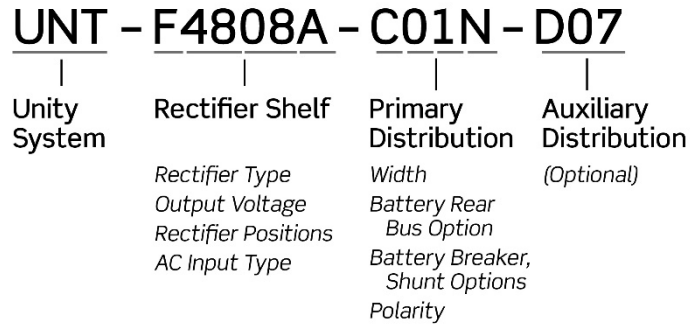 UNT – F4808A – C01N – D07
Unity System
Rectifier Shelf
Primary Distribution
Auxiliary Distribution
Rectifier Type
Output Voltage
Rectifier Positions
AC Input Type
Width
Battery Rear
Bus Option
Battery Breaker,
Shunt Options
Polarity
(Optional)